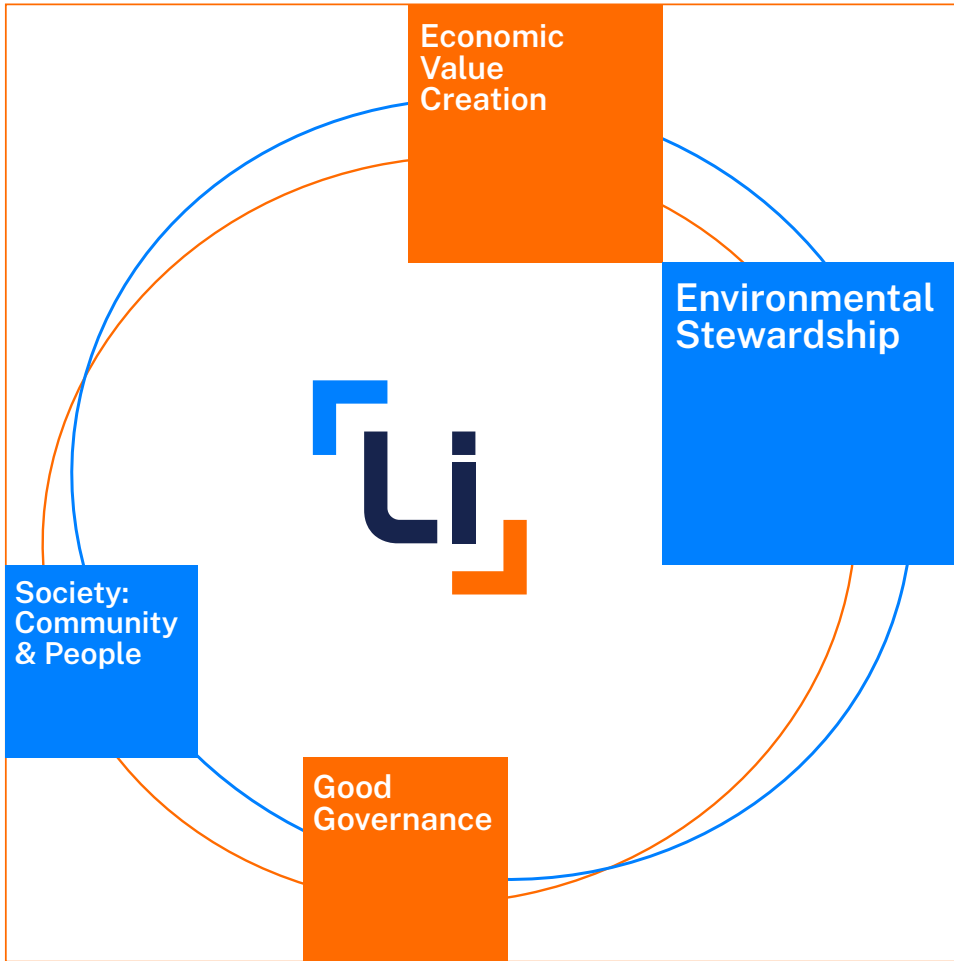 Economic
Value
Creation
Environmental
Stewardship
Li
Society:
Community
& People
Good
Governance